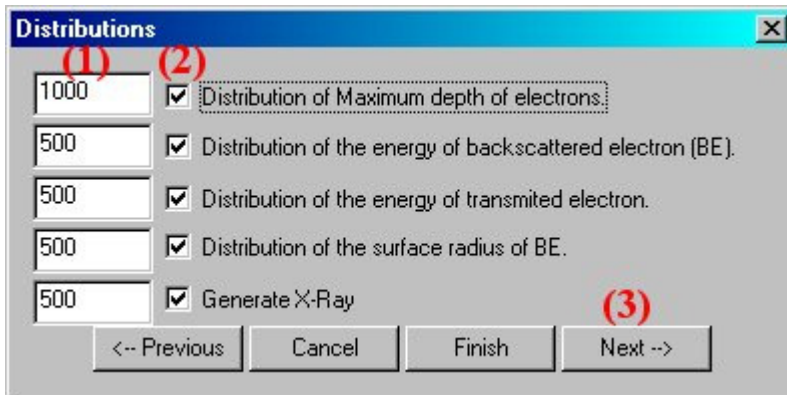 Distributions
(1) (2)
1000 Distribution of Maximum depth of electrons.
500 Distribution of the energy of backscattered electron (BE).
500 Distribution of the energy of transmited electron.
500 Distribution of the surface radius of BE.
500 Generate X-Ray
(3)
<-- Previous Cancel Finish Next -->